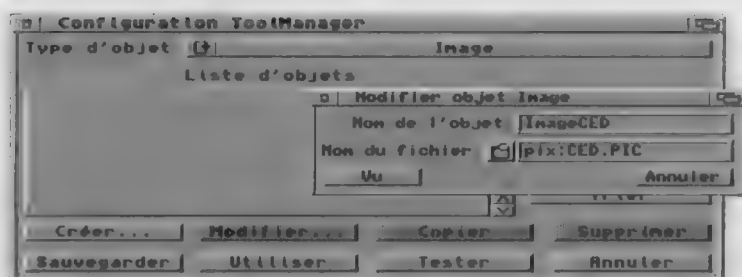 Configuration ToolManager
Type d'objet Image
Liste d'objets
Modifier objet Image
Nom de l'objet ImageCED
Nom du fichier pix:CED.PIC
Vu Annuler
Créer... Modifier... Copier Supprimer
Sauvegarder Utiliser Tester Annuler